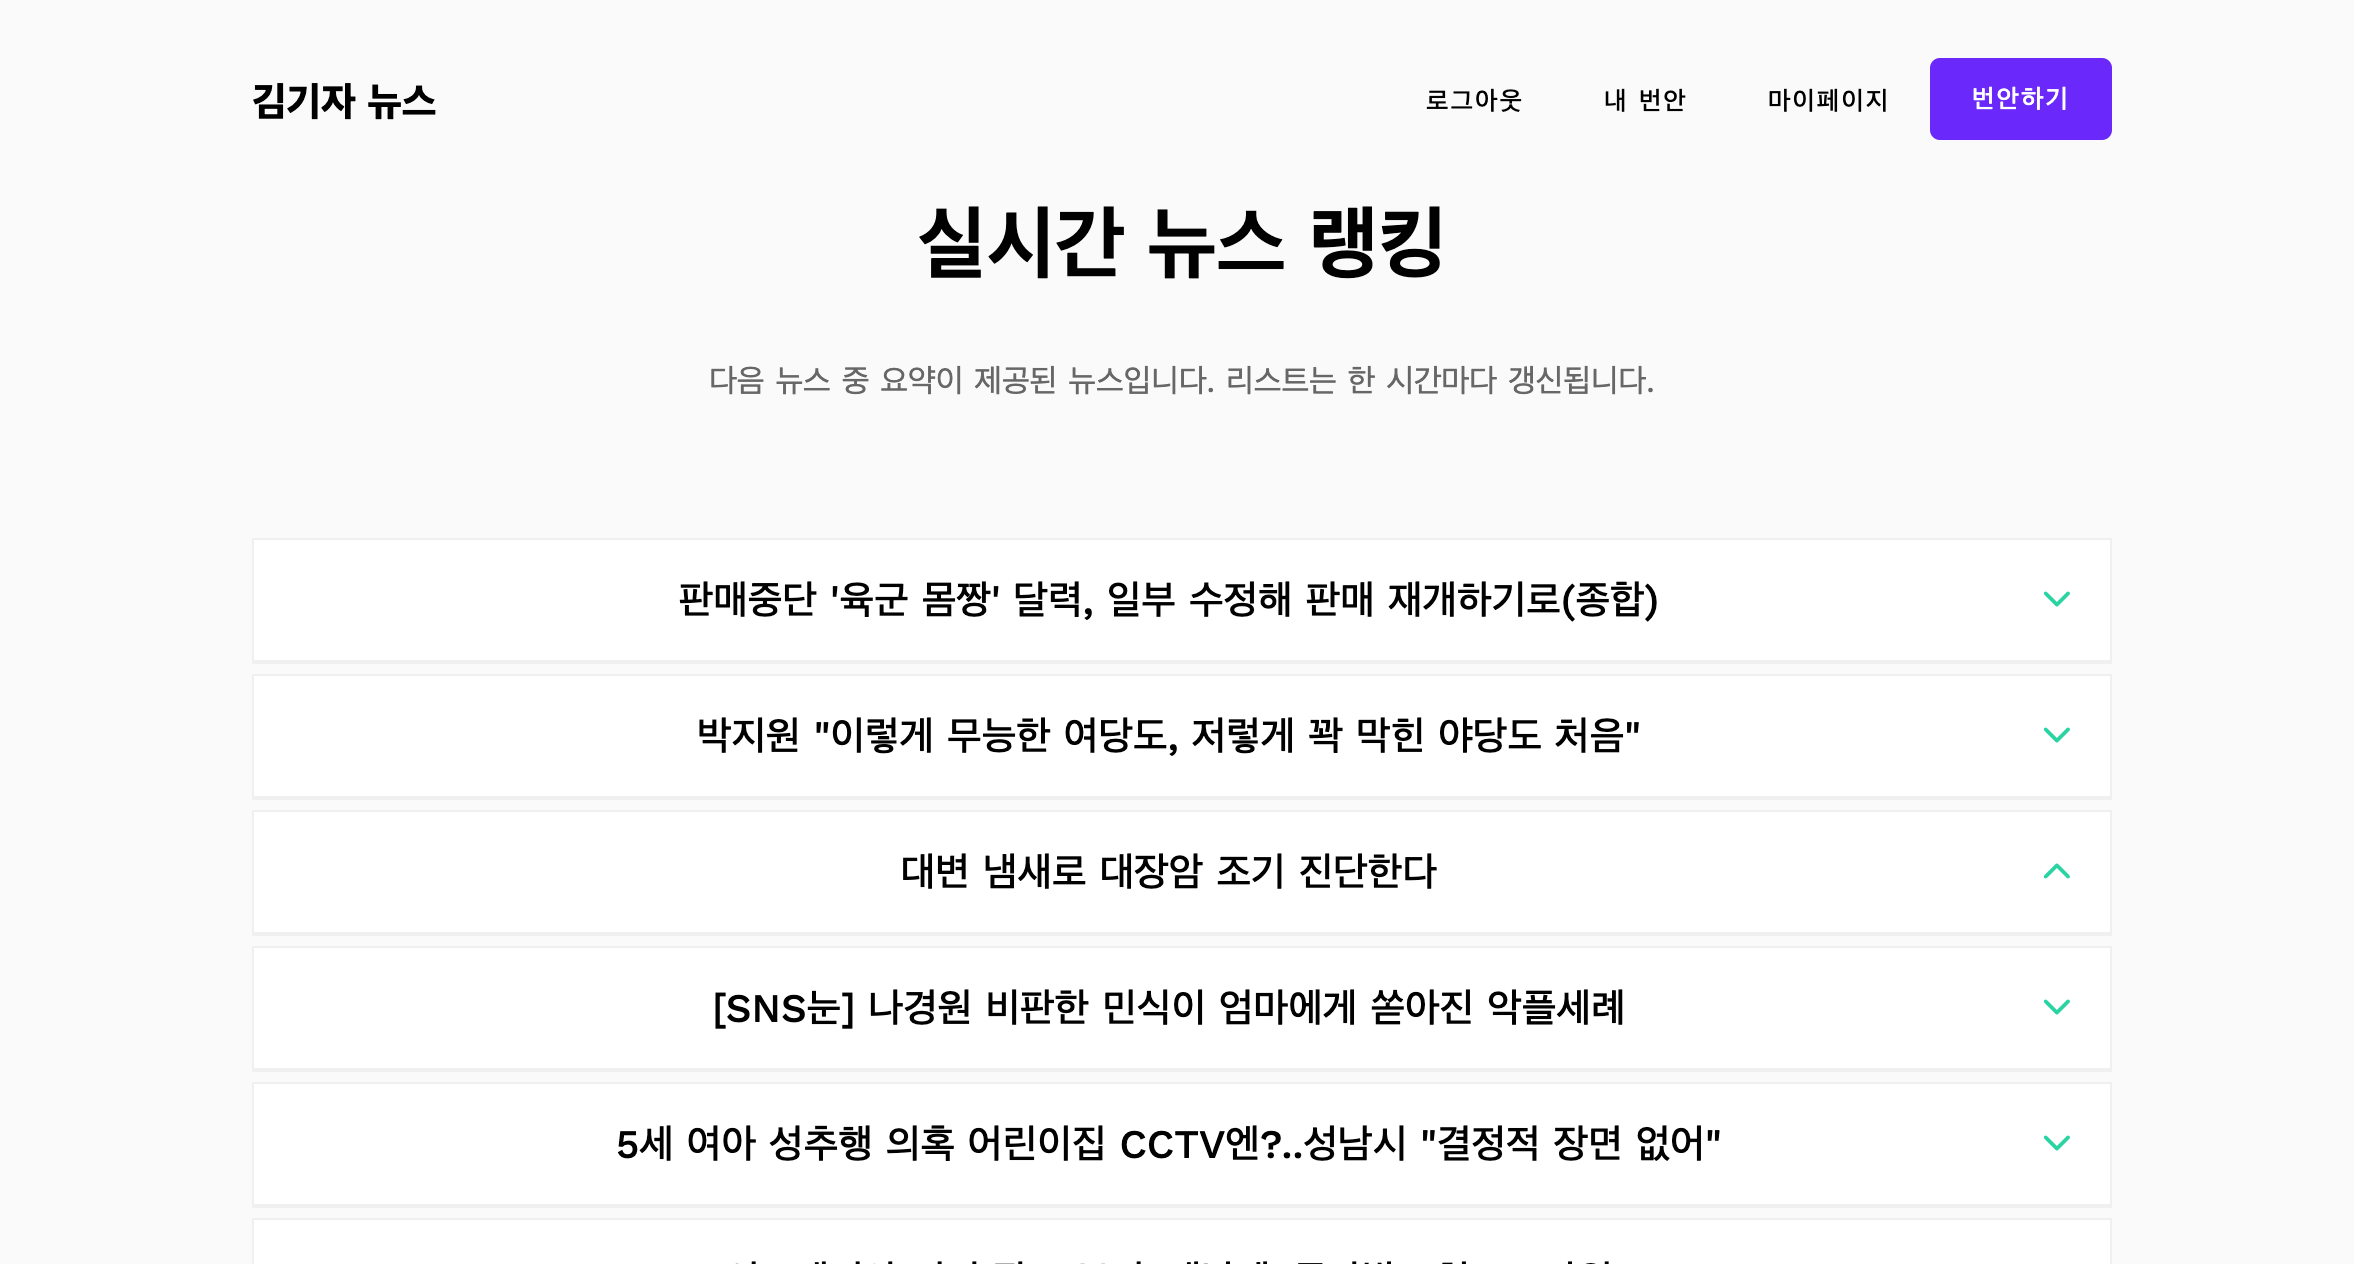 김기자 뉴스
로그아웃
내 번안
마이페이지
번안하기
실시간 뉴스 랭킹
다음 뉴스 중 요약이 제공된 뉴스입니다. 리스트는 한 시간마다 갱신됩니다.
판매중단 '육군 몸짱' 달력, 일부 수정해 판매 재개하기로(종합)
박지원 "이렇게 무능한 여당도, 저렇게 꽉 막힌 야당도 처음"
대변 냄새로 대장암 조기 진단한다
[SNS눈] 나경원 비판한 민식이 엄마에게 쏟아진 악플세례
5세 여아 성추행 의혹 어린이집 CCTV엔?..성남시 "결정적 장면 없어"